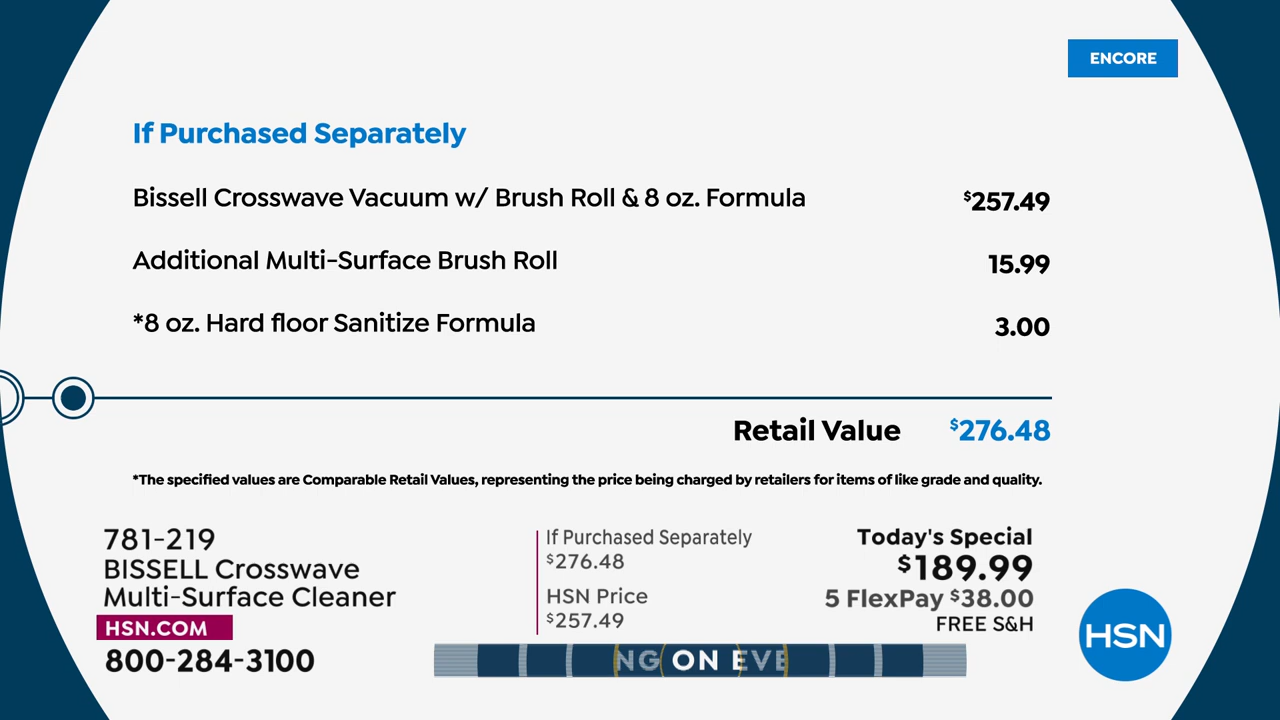 ENCORE
If Purchased Separately
Bissell Crosswave Vacuum w/ Brush Roll & 8 oz. Formula $257.49
Additional Multi-Surface Brush Roll 15.99
*8 oz. Hard floor Sanitize Formula 3.00
Retail Value $276.48
*The specified values are Comparable Retail Values, representing the price being charged by retailers for items of like grade and quality.
781-219
BISSELL Crosswave
Multi-Surface Cleaner
HSN.COM
800-284-3100
If Purchased Separately
$276.48
HSN Price
$257.49
Today's Special
$189.99
5 FlexPay $38.00
FREE S&H
NG ON EVE
HSN